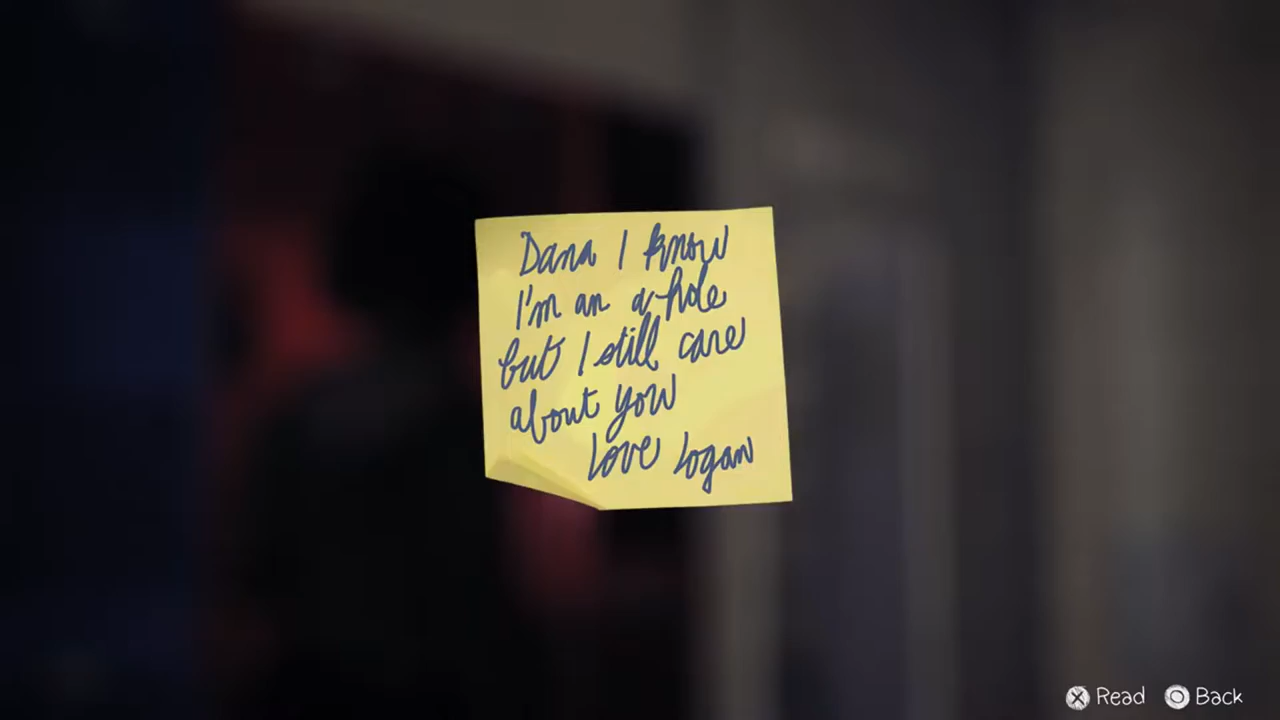 Dana I know
I'm an a-hole
but I still care
about you
Love Logan
Read Back